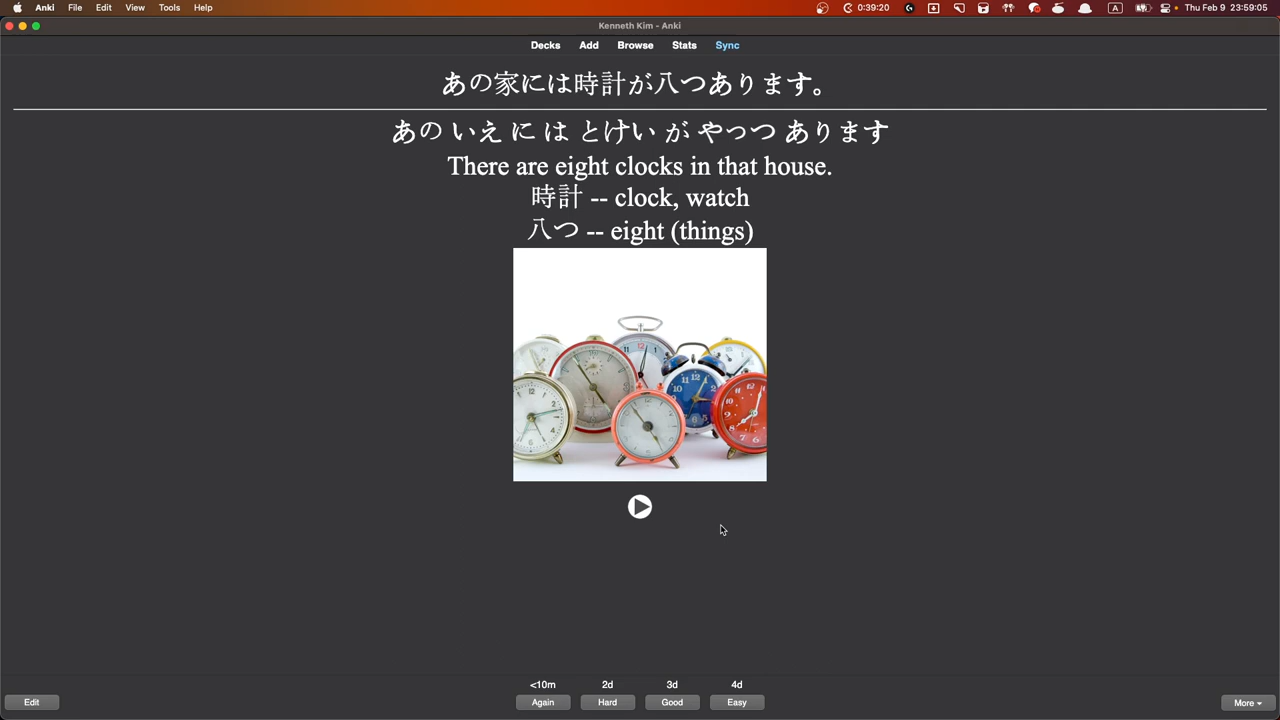 Anki File Edit View Tools Help 0:39:20 A Thu Feb 9 23:59:05
Kenneth Kim - Anki
Decks Add Browse Stats Sync
あの家には時計が八つあります。
あの いえ に は とけい が やっつ あります
There are eight clocks in that house.
時計 -- clock, watch
八つ -- eight (things)
<10m 2d 3d 4d
Edit Again Hard Good Easy More